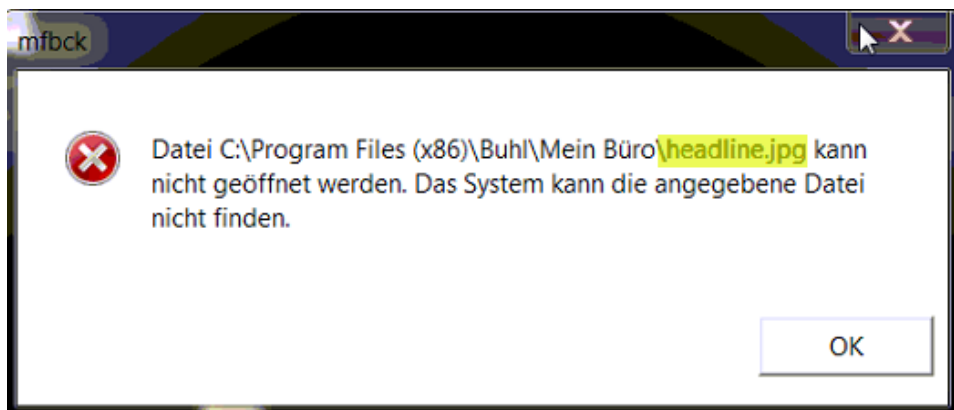 mfbck
Datei C:\Program Files (x86)\Buhl\Mein Büro\headline.jpg kann
nicht geöffnet werden. Das System kann die angegebene Datei
nicht finden.
OK